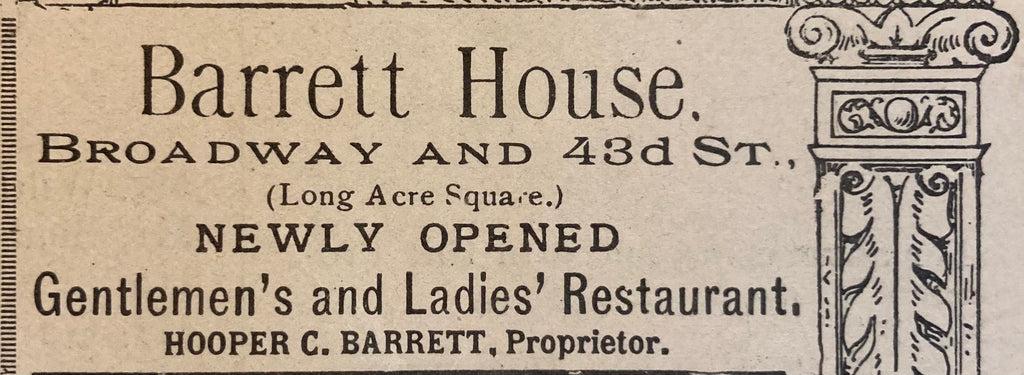 Barrett House.
BROADWAY AND 43d ST.,
(Long Acre Square.)
NEWLY OPENED
Gentlemen's and Ladies' Restaurant.
HOOPER C. BARRETT, Proprietor.